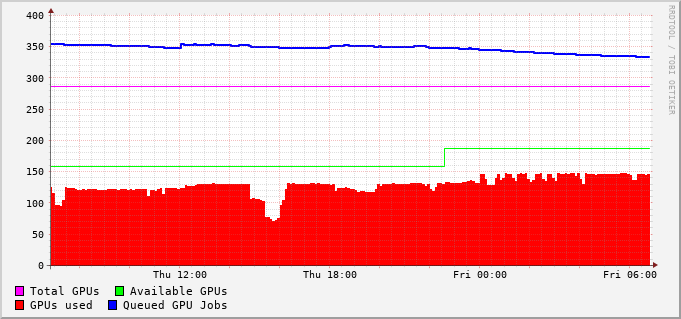 400
350
300
250
200
150
100
50
0
Thu 12:00 Thu 18:00 Fri 00:00 Fri 06:00
Total GPUs Available GPUs
GPUs used Queued GPU Jobs
RRDTOOL / TOBI OETIKER